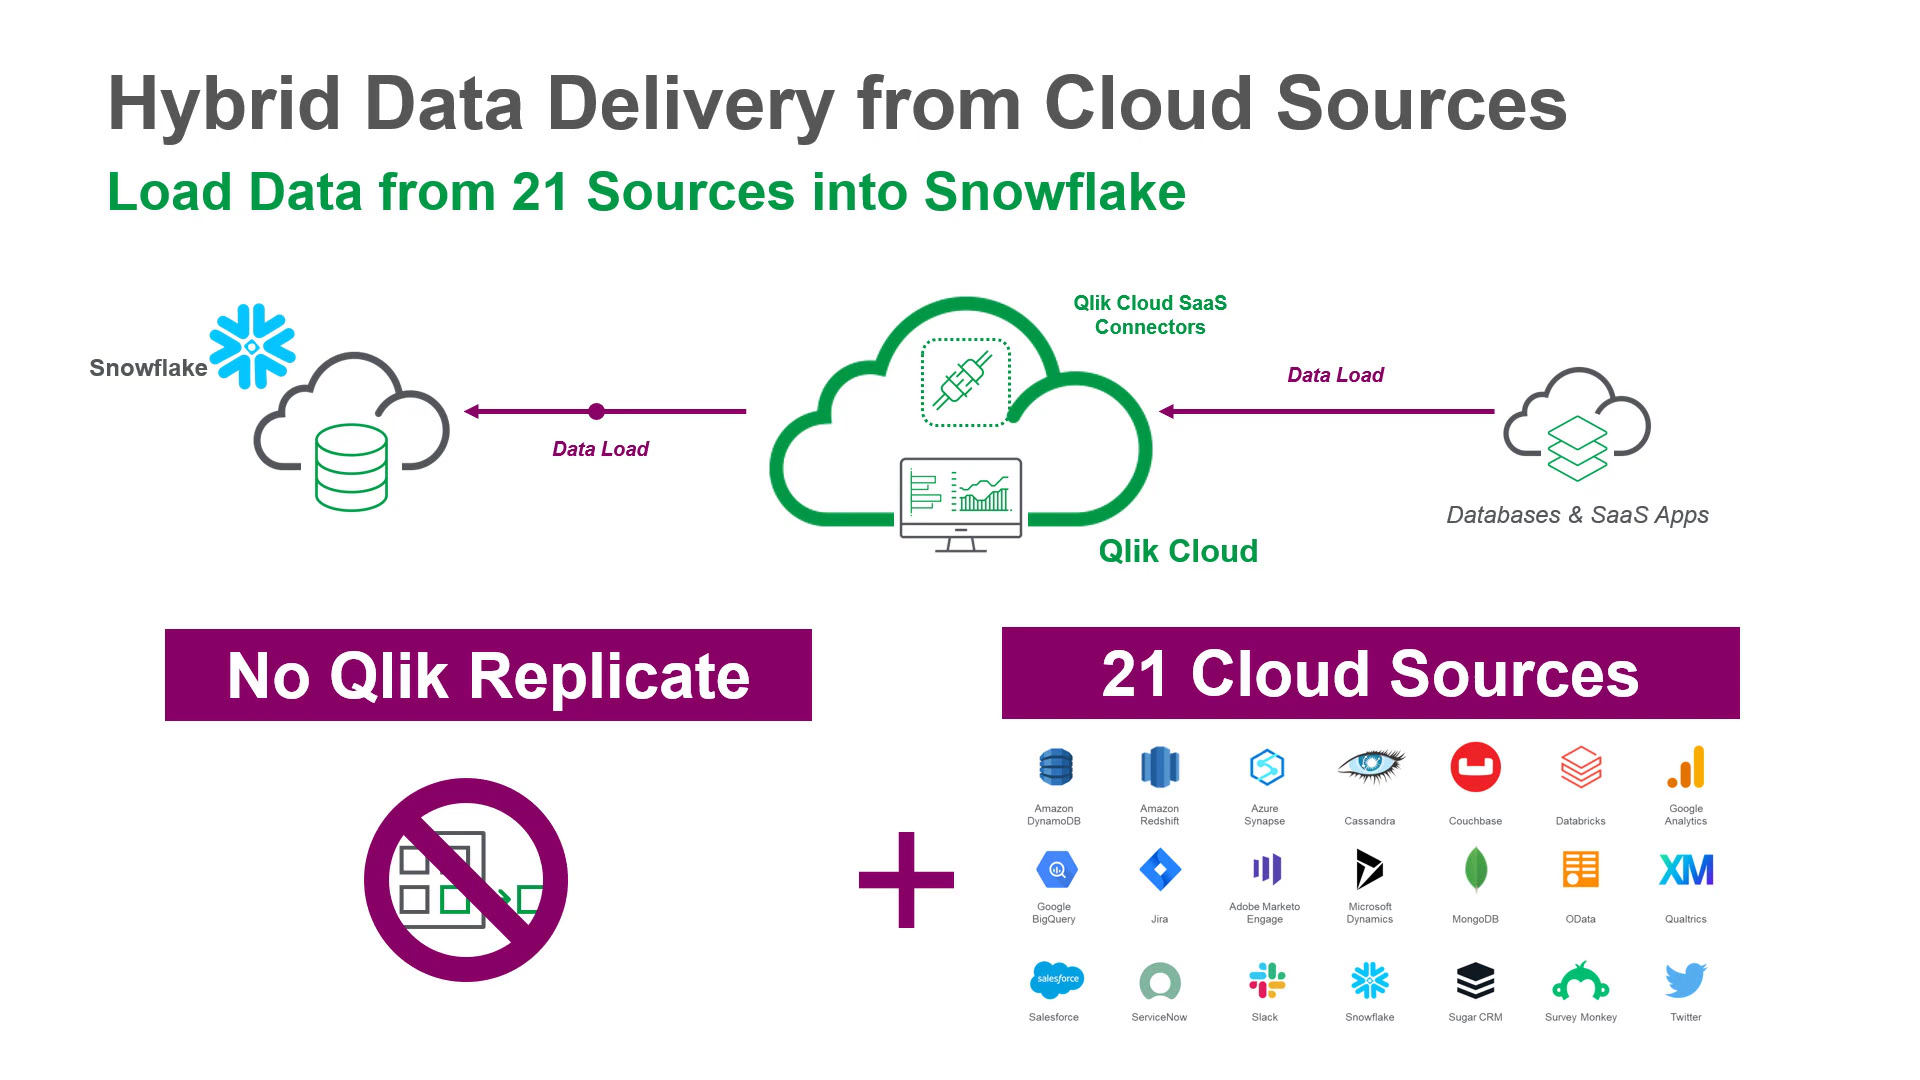 Hybrid Data Delivery from Cloud Sources
Load Data from 21 Sources into Snowflake
Snowflake
Data Load
Qlik Cloud SaaS
Connectors
Data Load
Databases & SaaS Apps
Qlik Cloud
No Qlik Replicate
21 Cloud Sources
Amazon
DynamoDB
Amazon
Redshift
Azure
Synapse
Cassandra
Couchbase
Databricks
Google
Analytics
Google
BigQuery
Jira
Adobe Marketo
Engage
Microsoft
Dynamics
MongoDB
OData
XM
Qualtrics
salesforce
Salesforce
ServiceNow
Slack
Snowflake
Sugar CRM
Survey Monkey
Twitter